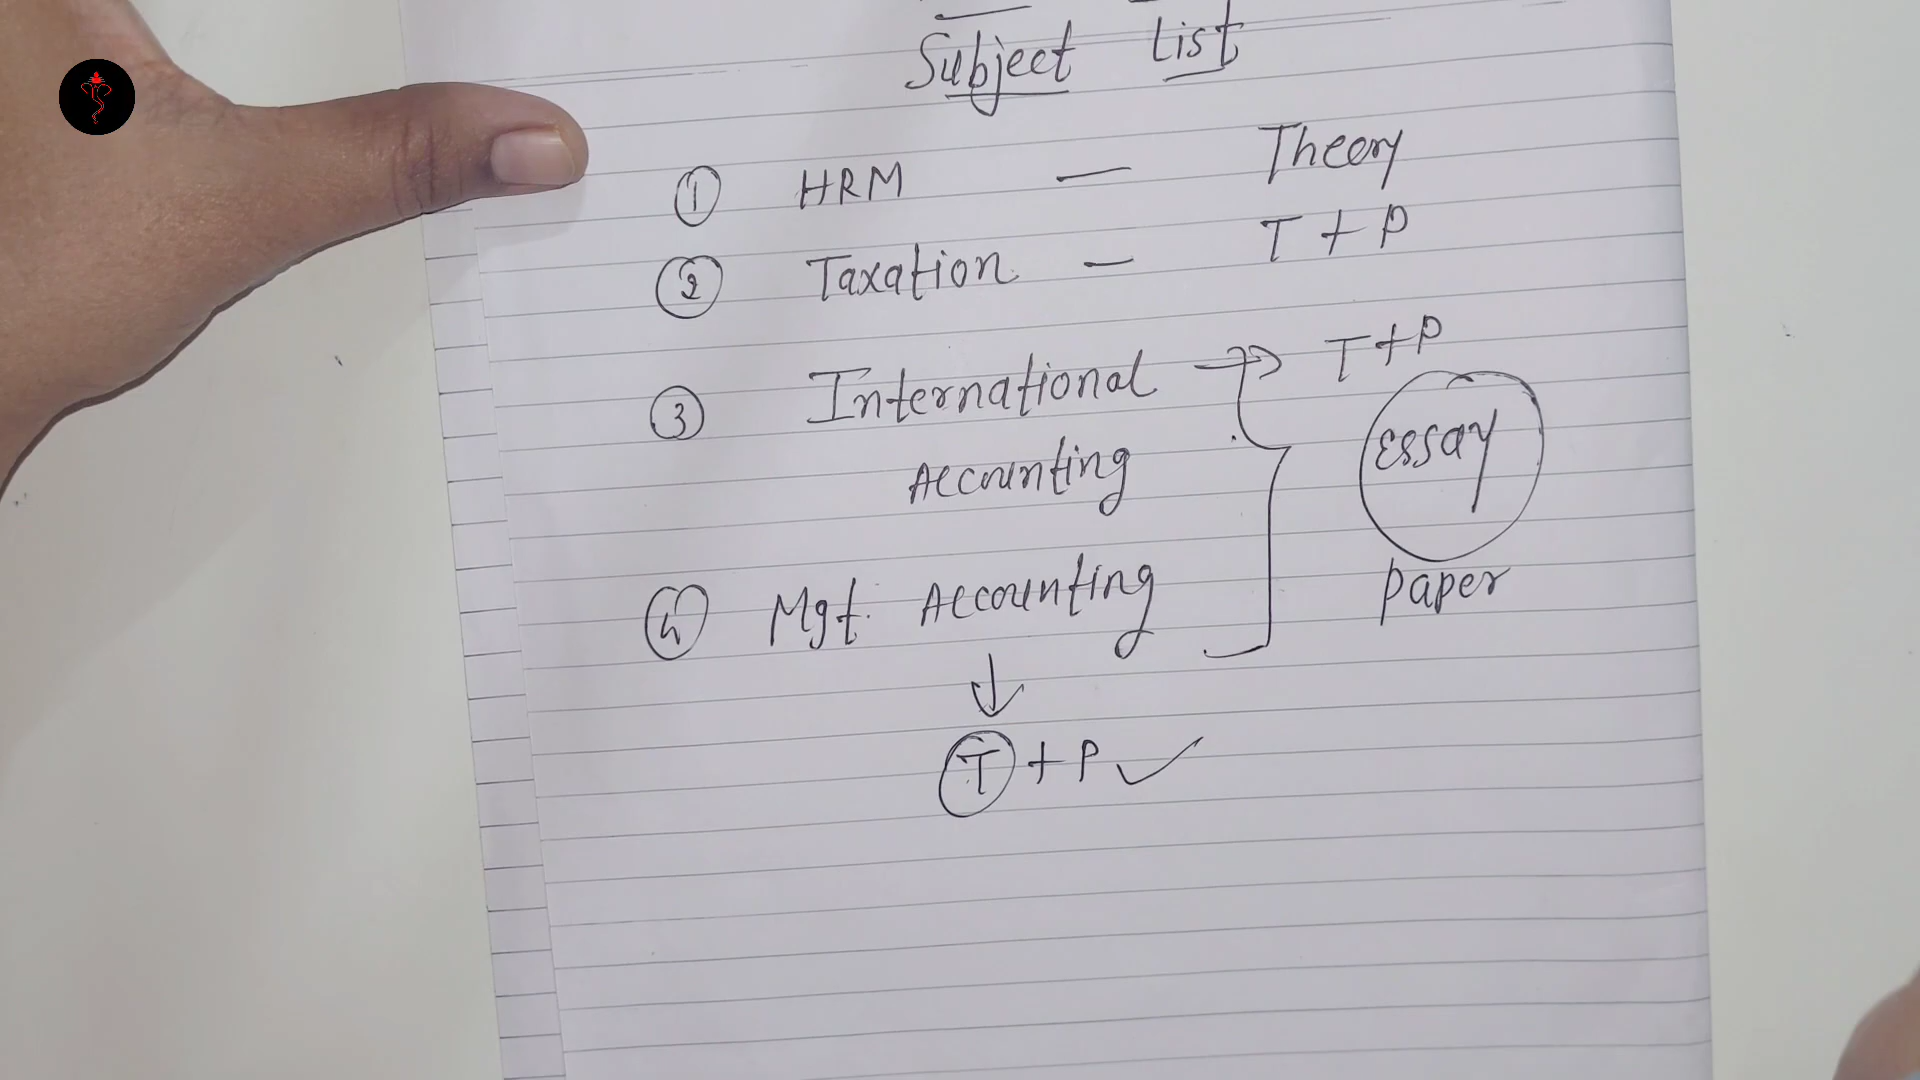 Subject List
① HRM — Theory
② Taxation — T + P
③ International → T + P
Accounting
essay
paper
④ Mgt. Accounting
↓
T + P ✓